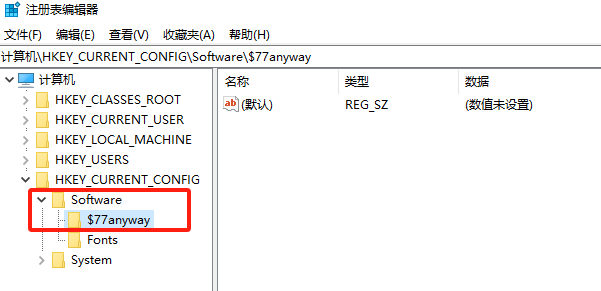 注册表编辑器
文件(F) 编辑(E) 查看(V) 收藏夹(A) 帮助(H)
计算机\HKEY_CURRENT_CONFIG\Software\$77anyway
计算机
HKEY_CLASSES_ROOT
HKEY_CURRENT_USER
HKEY_LOCAL_MACHINE
HKEY_USERS
HKEY_CURRENT_CONFIG
Software
$77anyway
Fonts
System
名称 类型 数据
ab (默认) REG_SZ (数值未设置)